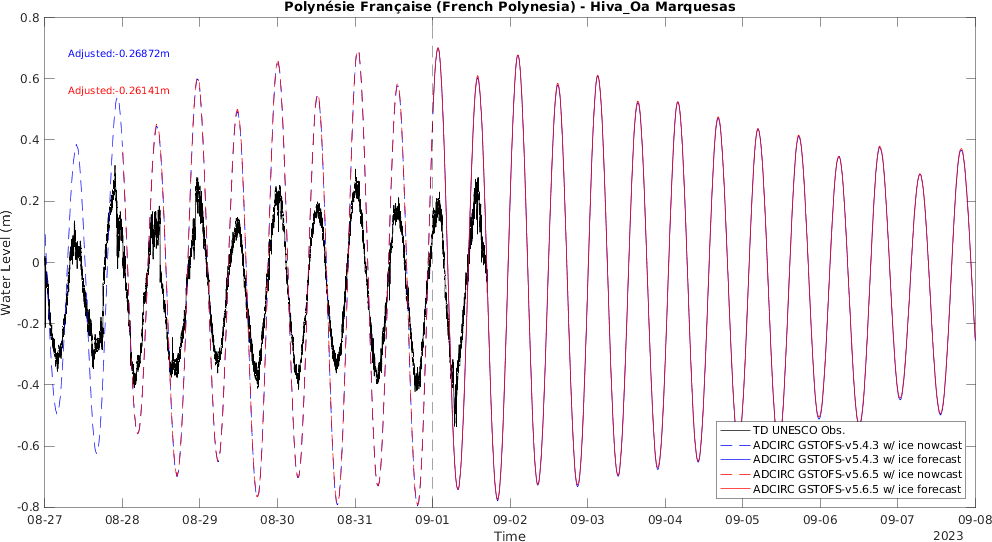 Polynésie Française (French Polynesia) - Hiva_Oa Marquesas
Adjusted:-0.26872m
Adjusted:-0.26141m
Water Level (m)
0.8
0.6
0.4
0.2
0
-0.2
-0.4
-0.6
-0.8
TD UNESCO Obs.
ADCIRC GSTOFS-v5.4.3 w/ ice nowcast
ADCIRC GSTOFS-v5.4.3 w/ ice forecast
ADCIRC GSTOFS-v5.6.5 w/ ice nowcast
ADCIRC GSTOFS-v5.6.5 w/ ice forecast
08-27 08-28 08-29 08-30 08-31 09-01 09-02 09-03 09-04 09-05 09-06 09-07 09-08
Time
2023